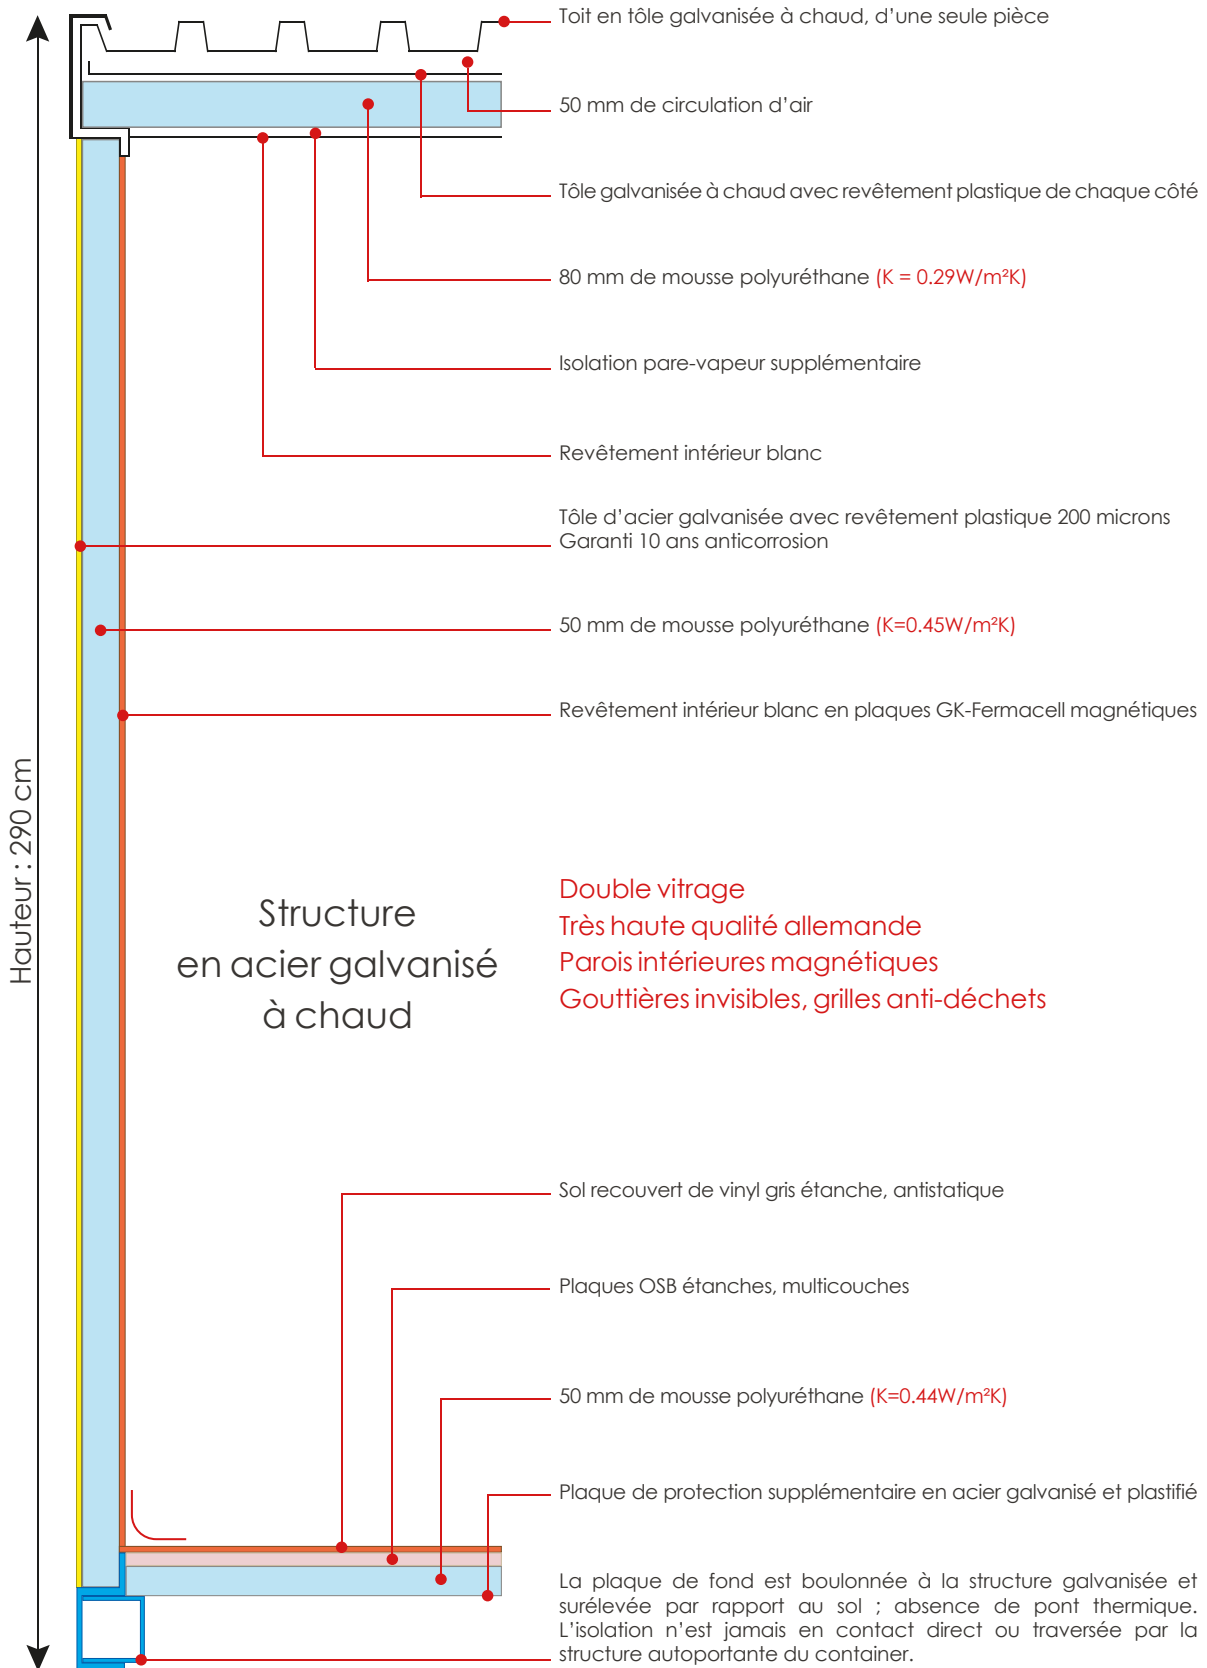 Toit en tôle galvanisée à chaud, d’une seule pièce
50 mm de circulation d’air
Tôle galvanisée à chaud avec revêtement plastique de chaque côté
80 mm de mousse polyuréthane (K = 0.29W/m²K)
Isolation pare-vapeur supplémentaire
Revêtement intérieur blanc
Tôle d’acier galvanisée avec revêtement plastique 200 microns
Garanti 10 ans anticorrosion
50 mm de mousse polyuréthane (K=0.45W/m²K)
Revêtement intérieur blanc en plaques GK-Fermacell magnétiques
Hauteur : 290 cm
Structure
en acier galvanisé
à chaud
Double vitrage
Très haute qualité allemande
Parois intérieures magnétiques
Gouttières invisibles, grilles anti-déchets
Sol recouvert de vinyl gris étanche, antistatique
Plaques OSB étanches, multicouches
50 mm de mousse polyuréthane (K=0.44W/m²K)
Plaque de protection supplémentaire en acier galvanisé et plastifié
La plaque de fond est boulonnée à la structure galvanisée et
surélevée par rapport au sol ; absence de pont thermique.
L’isolation n’est jamais en contact direct ou traversée par la
structure autoportante du container.